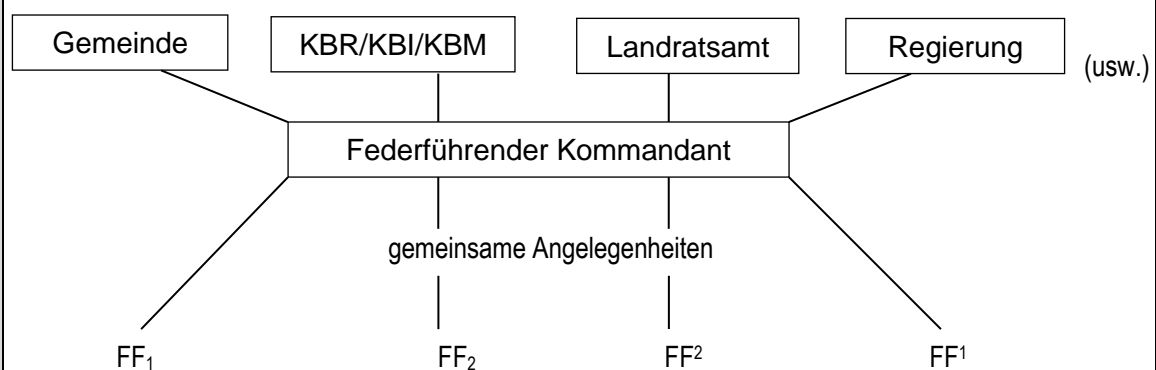 Gemeinde KBR/KBI/KBM Landratsamt Regierung (usw.)
Federführender Kommandant
gemeinsame Angelegenheiten
FF₁ FF₂ FF² FF¹